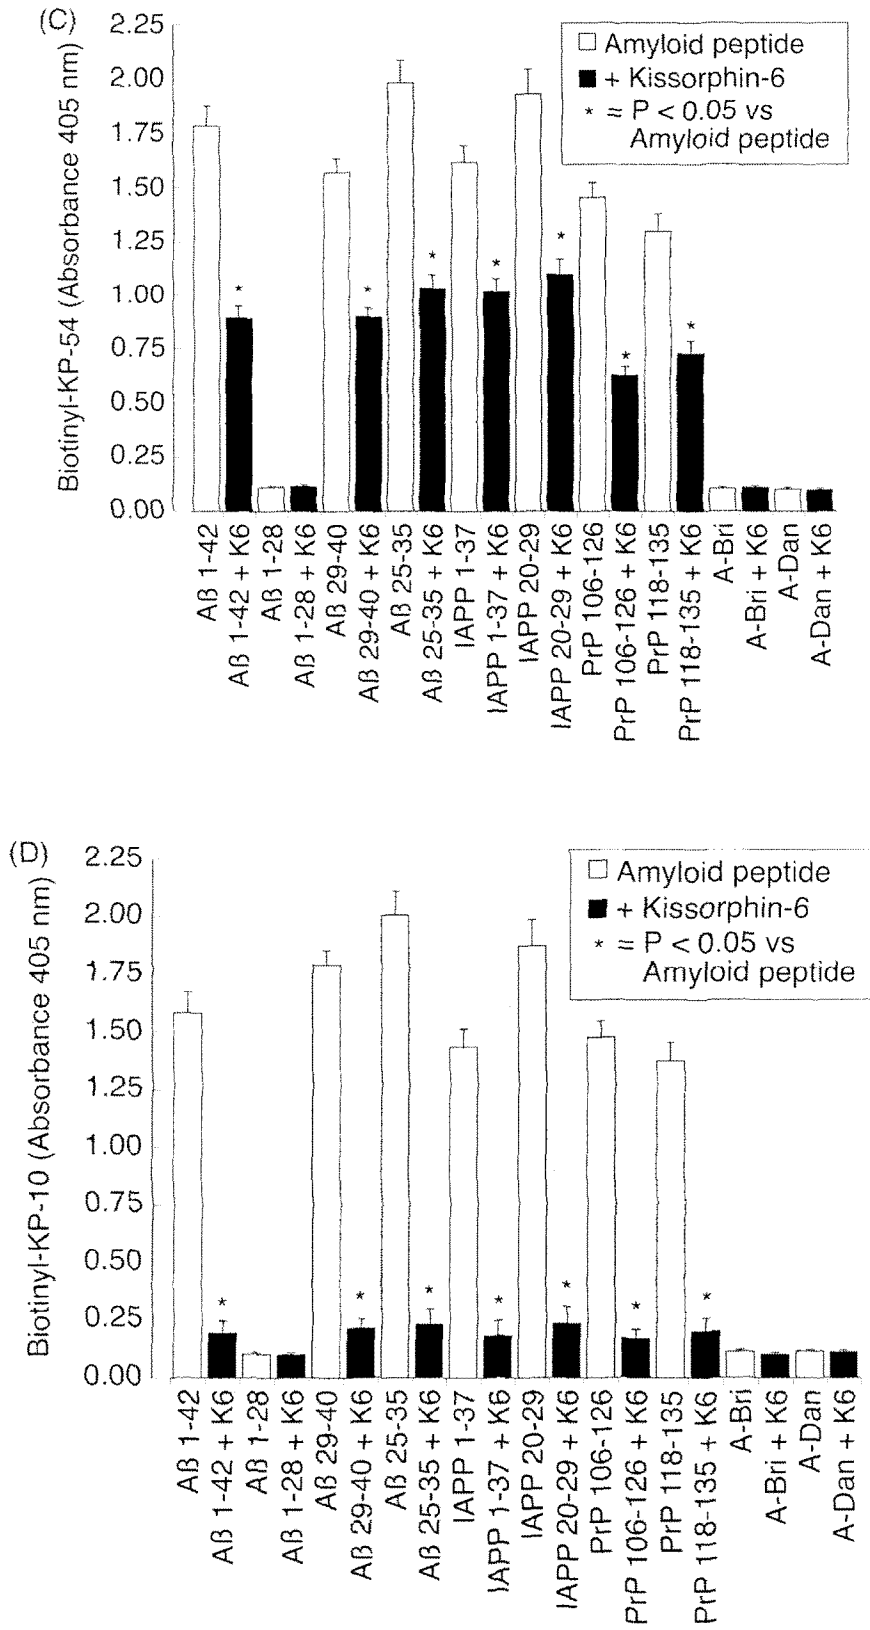 (C)
Biotinyl-KP-54 (Absorbance 405 nm)
2.25
2.00
1.75
1.50
1.25
1.00
0.75
0.50
0.25
0.00
Amyloid peptide
+ Kissorphin-6
* = P < 0.05 vs
Amyloid peptide
* * * * * * *
Aß 1-42
Aß 1-42 + K6
Aß 1-28
Aß 1-28 + K6
Aß 29-40
Aß 29-40 + K6
Aß 25-35
Aß 25-35 + K6
IAPP 1-37
IAPP 1-37 + K6
IAPP 20-29
IAPP 20-29 + K6
PrP 106-126
PrP 106-126 + K6
PrP 118-135
PrP 118-135 + K6
A-Bri
A-Bri + K6
A-Dan
A-Dan + K6
(D)
Biotinyl-KP-10 (Absorbance 405 nm)
2.25
2.00
1.75
1.50
1.25
1.00
0.75
0.50
0.25
0.00
Amyloid peptide
+ Kissorphin-6
* = P < 0.05 vs
Amyloid peptide
* * * * * * *
Aß 1-42
Aß 1-42 + K6
Aß 1-28
Aß 1-28 + K6
Aß 29-40
Aß 29-40 + K6
Aß 25-35
Aß 25-35 + K6
IAPP 1-37
IAPP 1-37 + K6
IAPP 20-29
IAPP 20-29 + K6
PrP 106-126
PrP 106-126 + K6
PrP 118-135
PrP 118-135 + K6
A-Bri
A-Bri + K6
A-Dan
A-Dan + K6